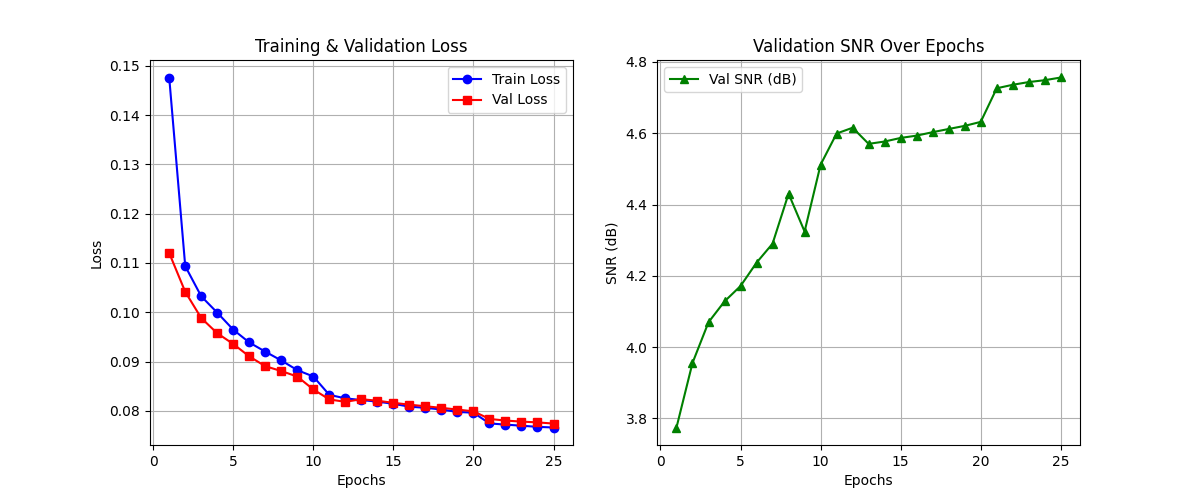 Training & Validation Loss
Loss
0.15
0.14
0.13
0.12
0.11
0.10
0.09
0.08
Train Loss
Val Loss
0 5 10 15 20 25
Epochs
Validation SNR Over Epochs
SNR (dB)
4.8
4.6
4.4
4.2
4.0
3.8
Val SNR (dB)
0 5 10 15 20 25
Epochs